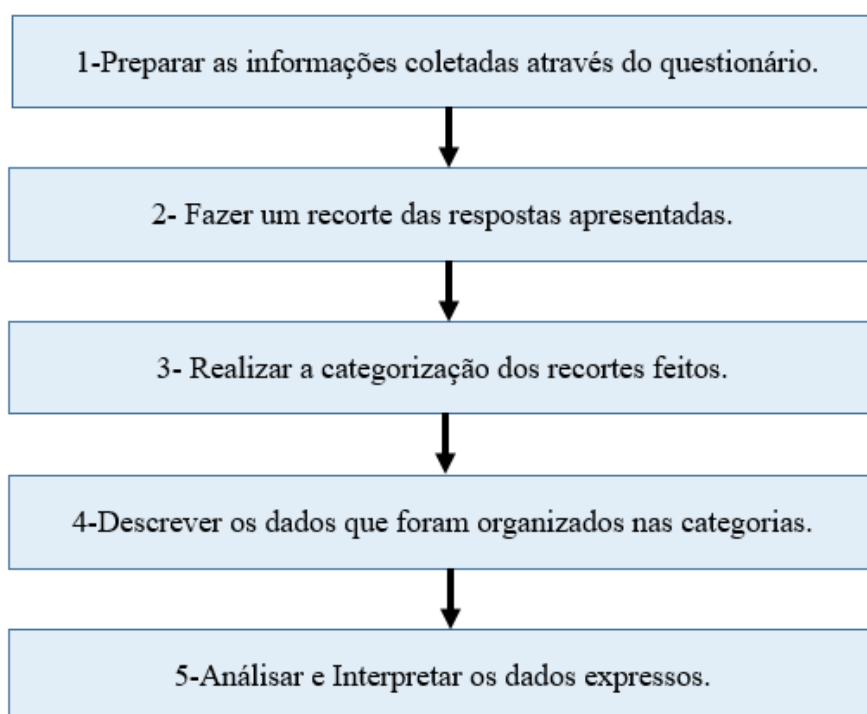 1-Preparar as informações coletadas através do questionário.
2- Fazer um recorte das respostas apresentadas.
3- Realizar a categorização dos recortes feitos.
4-Descrever os dados que foram organizados nas categorias.
5-Análisar e Interpretar os dados expressos.